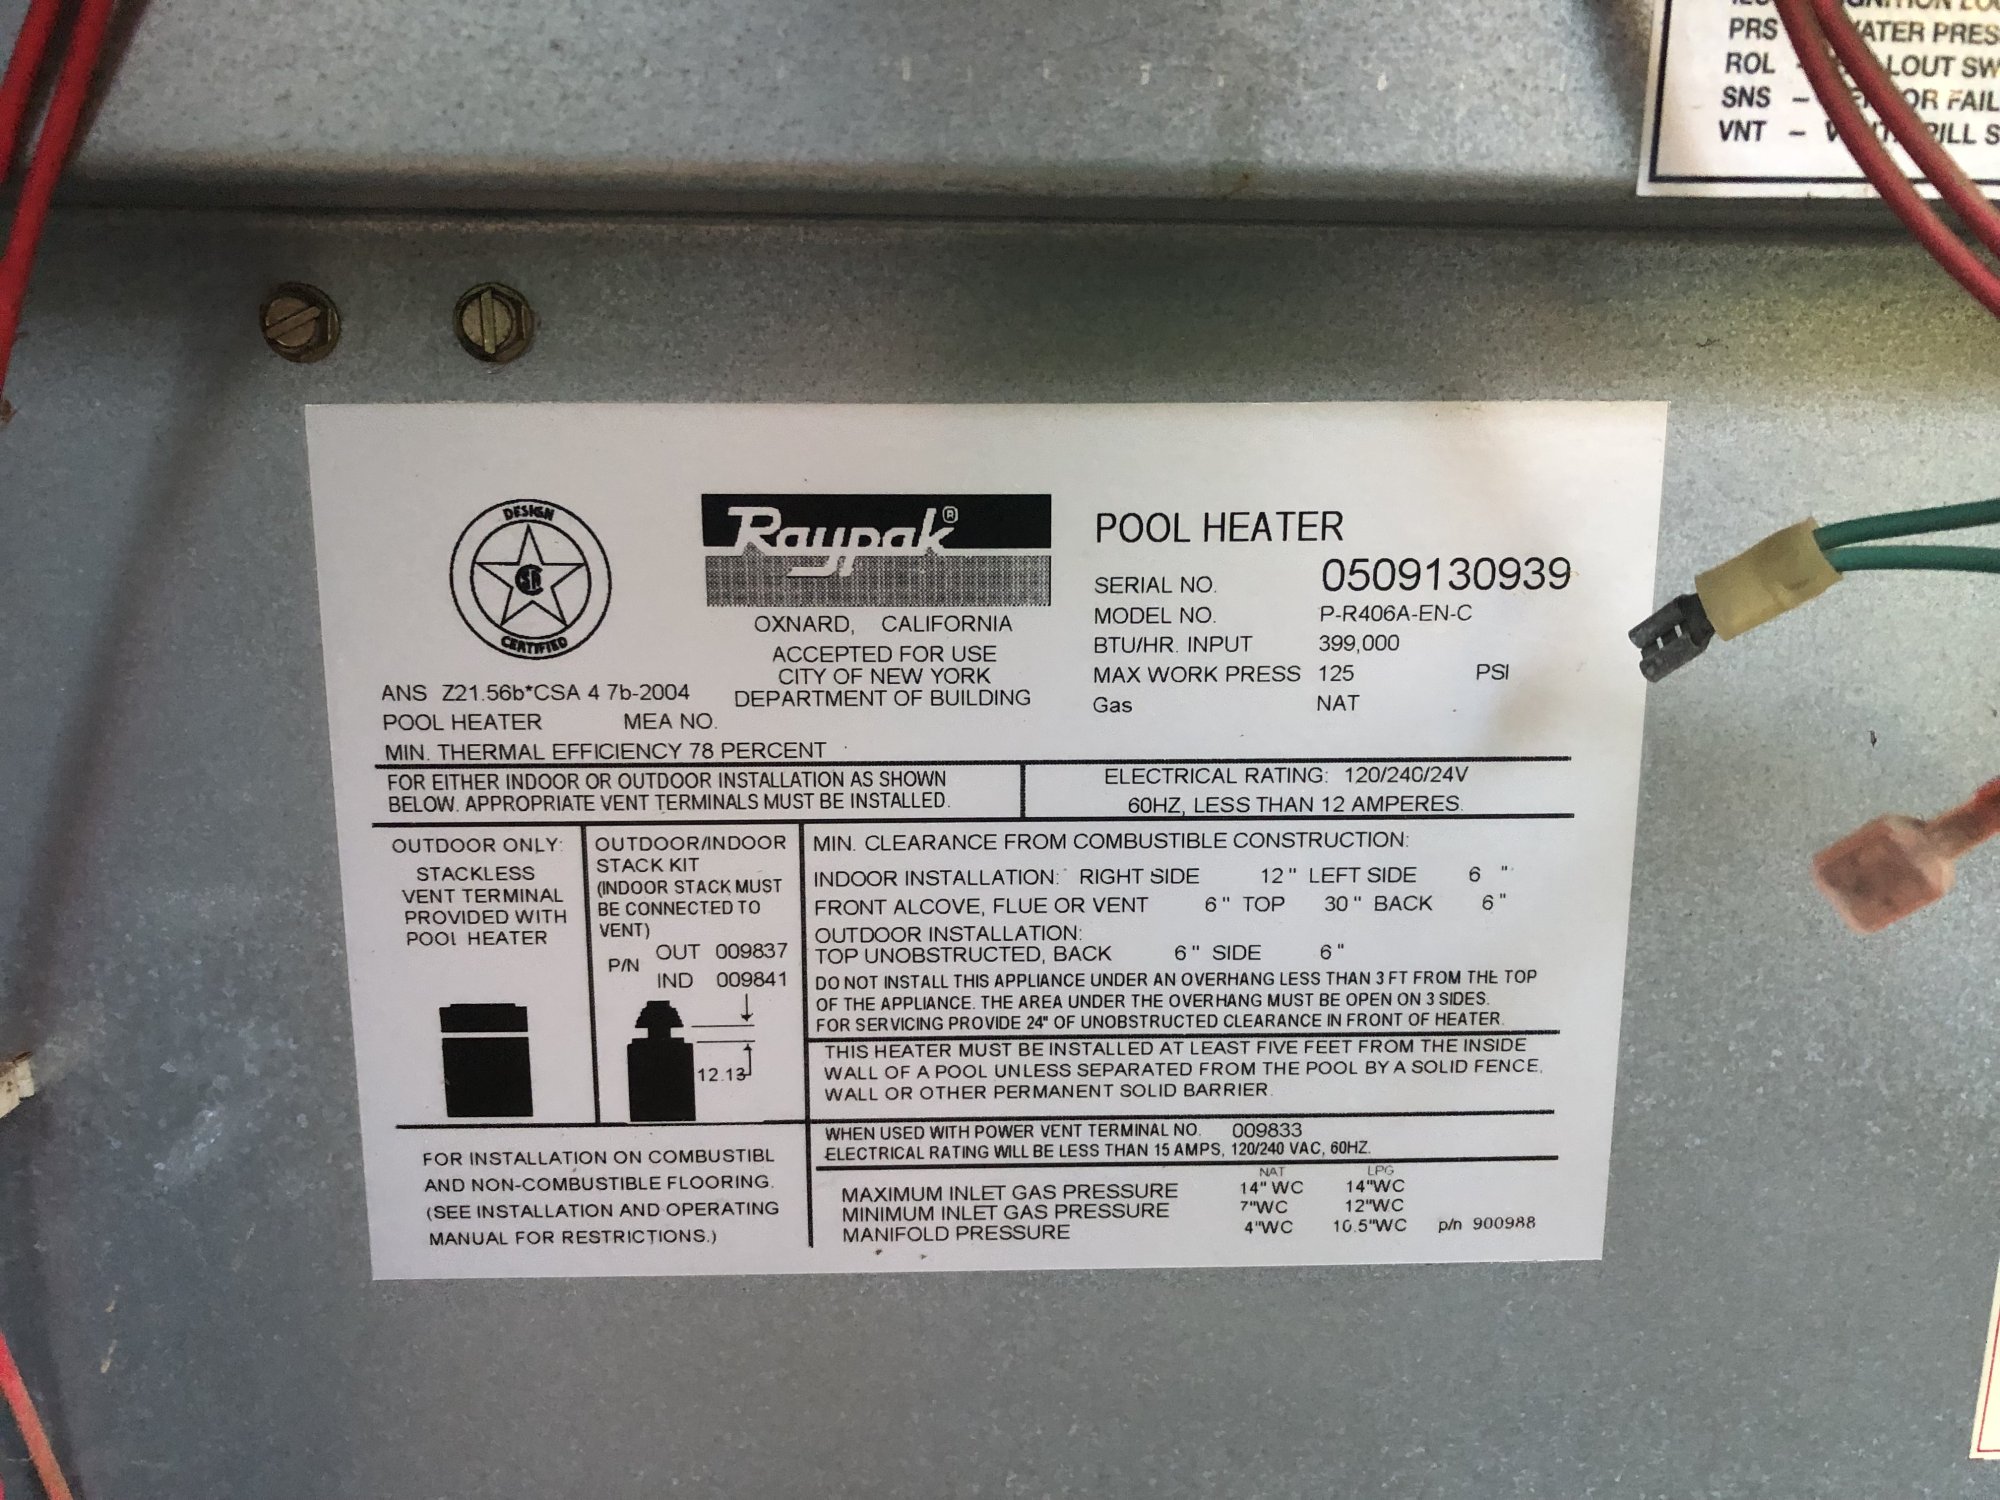 PRS
ATER PRES
ROL
LOUT SW
SNS –
OR FAIL
VNT –
DESIGN
CERTIFIED
Raypak®
OXNARD, CALIFORNIA
ACCEPTED FOR USE
CITY OF NEW YORK
DEPARTMENT OF BUILDING
ANS Z21.56b*CSA 4 7b-2004
POOL HEATER MEA NO.
MIN. THERMAL EFFICIENCY 78 PERCENT
POOL HEATER
SERIAL NO. 0509130939
MODEL NO. P-R406A-EN-C
BTU/HR. INPUT 399,000
MAX WORK PRESS 125 PSI
Gas NAT
FOR EITHER INDOOR OR OUTDOOR INSTALLATION AS SHOWN
BELOW. APPROPRIATE VENT TERMINALS MUST BE INSTALLED.
ELECTRICAL RATING: 120/240/24V
60HZ, LESS THAN 12 AMPERES.
OUTDOOR ONLY:
STACKLESS
VENT TERMINAL
PROVIDED WITH
POOL HEATER
OUTDOOR/INDOOR
STACK KIT
(INDOOR STACK MUST
BE CONNECTED TO
VENT)
P/N OUT 009837
IND 009841
12.13
MIN. CLEARANCE FROM COMBUSTIBLE CONSTRUCTION:
INDOOR INSTALLATION: RIGHT SIDE 12" LEFT SIDE 6 "
FRONT ALCOVE, FLUE OR VENT 6" TOP 30" BACK 6"
OUTDOOR INSTALLATION:
TOP UNOBSTRUCTED, BACK 6" SIDE 6"
DO NOT INSTALL THIS APPLIANCE UNDER AN OVERHANG LESS THAN 3 FT FROM THE TOP
OF THE APPLIANCE. THE AREA UNDER THE OVERHANG MUST BE OPEN ON 3 SIDES.
FOR SERVICING PROVIDE 24" OF UNOBSTRUCTED CLEARANCE IN FRONT OF HEATER.
THIS HEATER MUST BE INSTALLED AT LEAST FIVE FEET FROM THE INSIDE
WALL OF A POOL UNLESS SEPARATED FROM THE POOL BY A SOLID FENCE,
WALL OR OTHER PERMANENT SOLID BARRIER.
FOR INSTALLATION ON COMBUSTIBL
AND NON-COMBUSTIBLE FLOORING.
(SEE INSTALLATION AND OPERATING
MANUAL FOR RESTRICTIONS.)
WHEN USED WITH POWER VENT TERMINAL NO. 009833
ELECTRICAL RATING WILL BE LESS THAN 15 AMPS, 120/240 VAC, 60HZ.
NAT LPG
MAXIMUM INLET GAS PRESSURE 14" WC 14"WC
MINIMUM INLET GAS PRESSURE 7"WC 12"WC
MANIFOLD PRESSURE 4"WC 10.5"WC p/n 900988